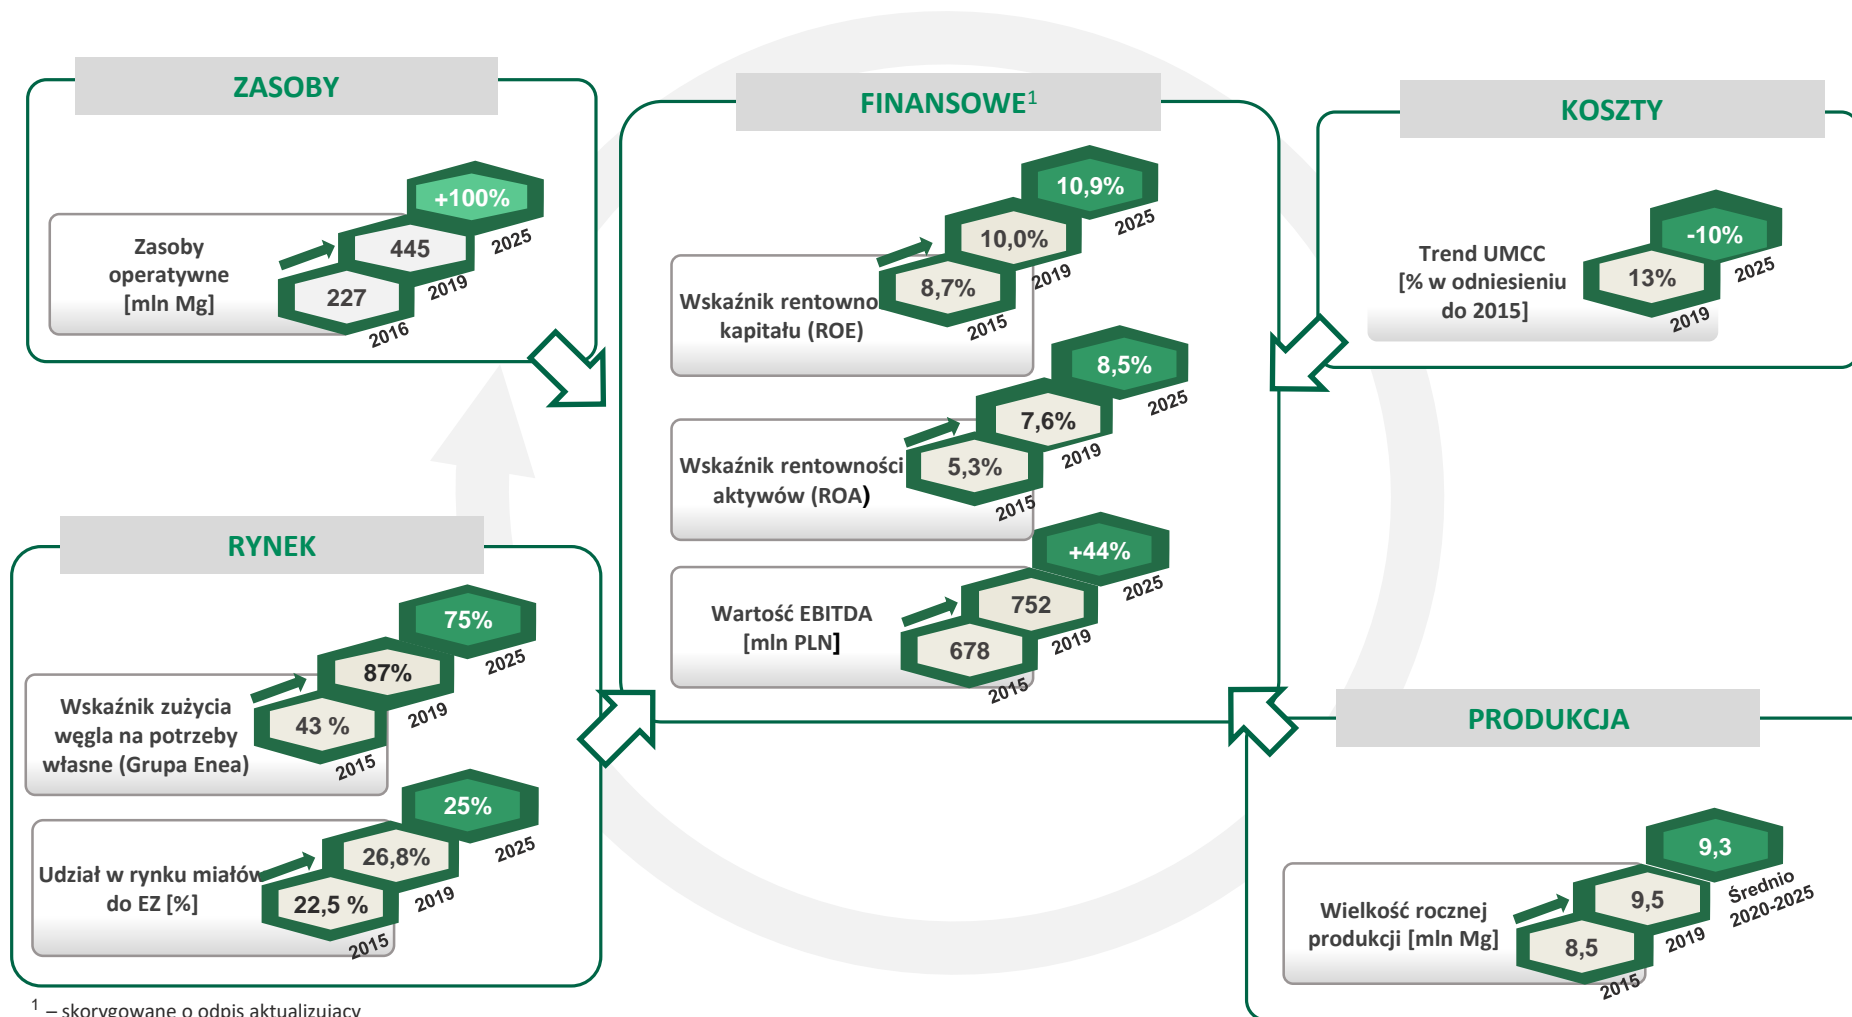 ZASOBY
Zasoby
operatywne
[mln Mg]
227
2016
445
2019
+100%
2025
FINANSOWE¹
Wskaźnik rentowno
kapitału (ROE)
8,7%
2015
10,0%
2019
10,9%
2025
Wskaźnik rentowności
aktywów (ROA)
5,3%
2015
7,6%
2019
8,5%
2025
Wartość EBITDA
[mln PLN]
678
2015
752
2019
+44%
2025
KOSZTY
Trend UMCC
[% w odniesieniu
do 2015]
13%
2019
-10%
2025
RYNEK
Wskaźnik zużycia
węgla na potrzeby
własne (Grupa Enea)
43 %
2015
87%
2019
75%
2025
Udział w rynku miałów
do EZ [%]
22,5 %
2015
26,8%
2019
25%
2025
PRODUKCJA
Wielkość rocznej
produkcji [mln Mg]
8,5
2015
9,5
2019
9,3
Średnio
2020-2025
¹ – skorygowane o odpis aktualizujący